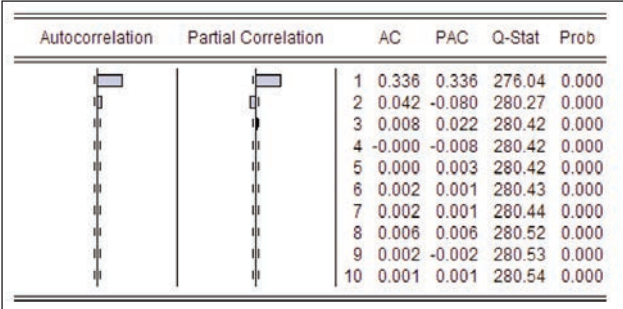 Autocorrelation Partial Correlation AC PAC Q-Stat Prob
1 0.336 0.336 276.04 0.000
2 0.042 -0.080 280.27 0.000
3 0.008 0.022 280.42 0.000
4 -0.000 -0.008 280.42 0.000
5 0.000 0.003 280.42 0.000
6 0.002 0.001 280.43 0.000
7 0.002 0.001 280.44 0.000
8 0.006 0.006 280.52 0.000
9 0.002 -0.002 280.53 0.000
10 0.001 0.001 280.54 0.000